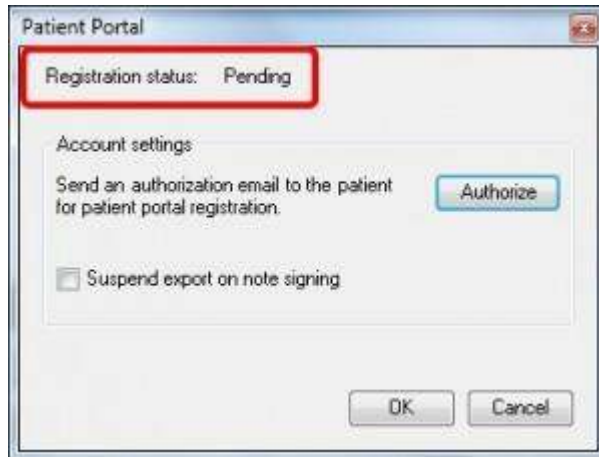 Patient Portal
Registration status: Pending
Account settings
Send an authorization email to the patient
for patient portal registration.
Authorize
Suspend export on note signing
OK Cancel